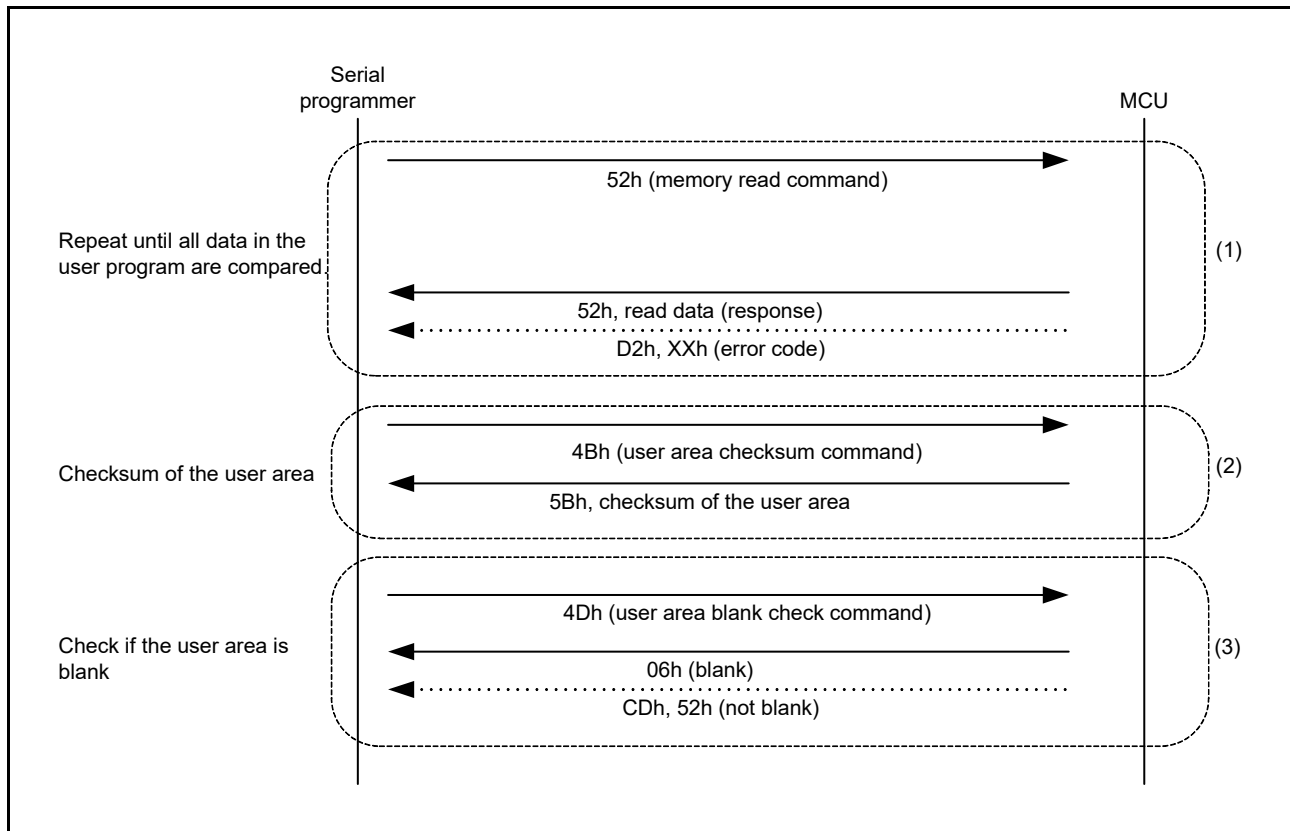 Serial
programmer
MCU
52h (memory read command)
Repeat until all data in the
user program are compared.
(1)
52h, read data (response)
D2h, XXh (error code)
4Bh (user area checksum command)
Checksum of the user area
(2)
5Bh, checksum of the user area
4Dh (user area blank check command)
Check if the user area is
blank
(3)
06h (blank)
CDh, 52h (not blank)